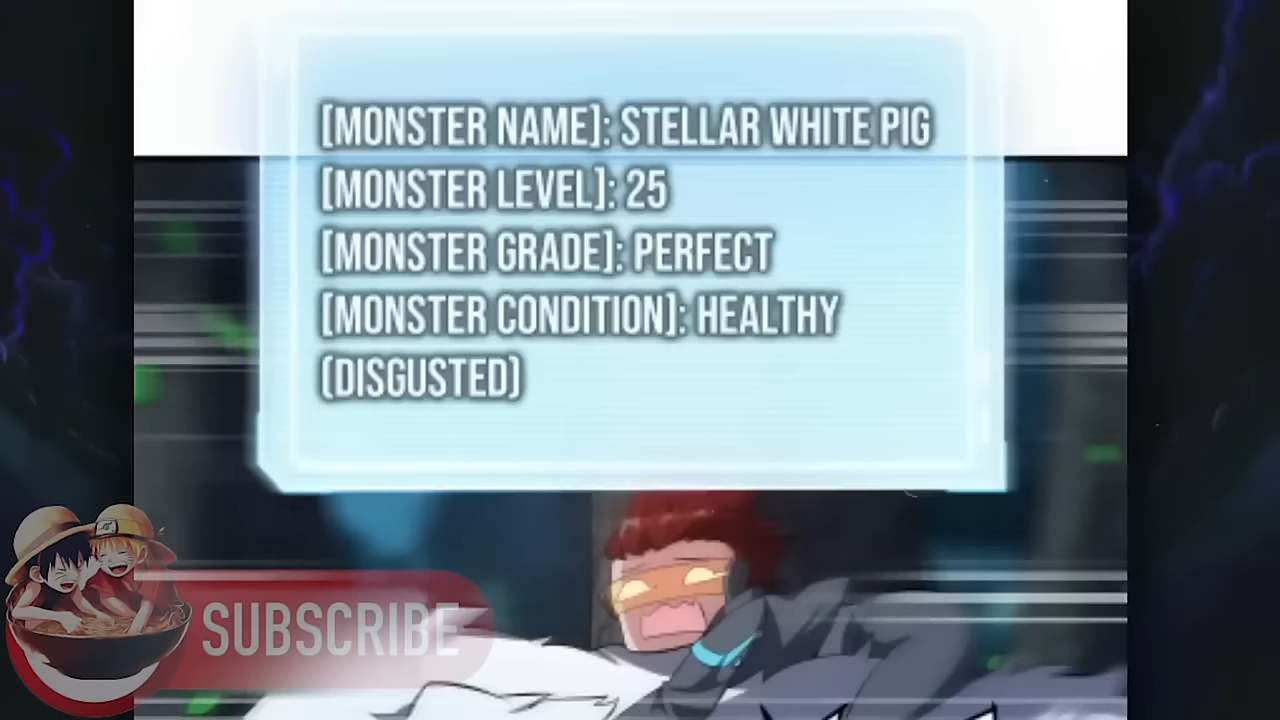 [MONSTER NAME]: STELLAR WHITE PIG
[MONSTER LEVEL]: 25
[MONSTER GRADE]: PERFECT
[MONSTER CONDITION]: HEALTHY
(DISGUSTED)
SUBSCRIBE